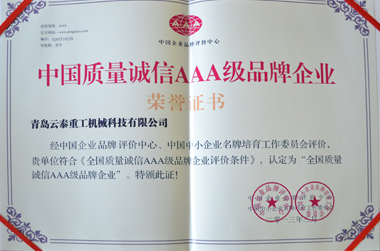 AAA
中国企业品牌评价中心
中国质量诚信AAA级品牌企业
荣誉证书
青岛云泰重工机械科技有限公司
经中国企业品牌评价中心、中国中小企业名牌培育工作委员会评价，
贵单位符合《全国质量诚信AAA级品牌企业评价条件》，认定为“全国质量
诚信AAA级品牌企业”。特颁此证！